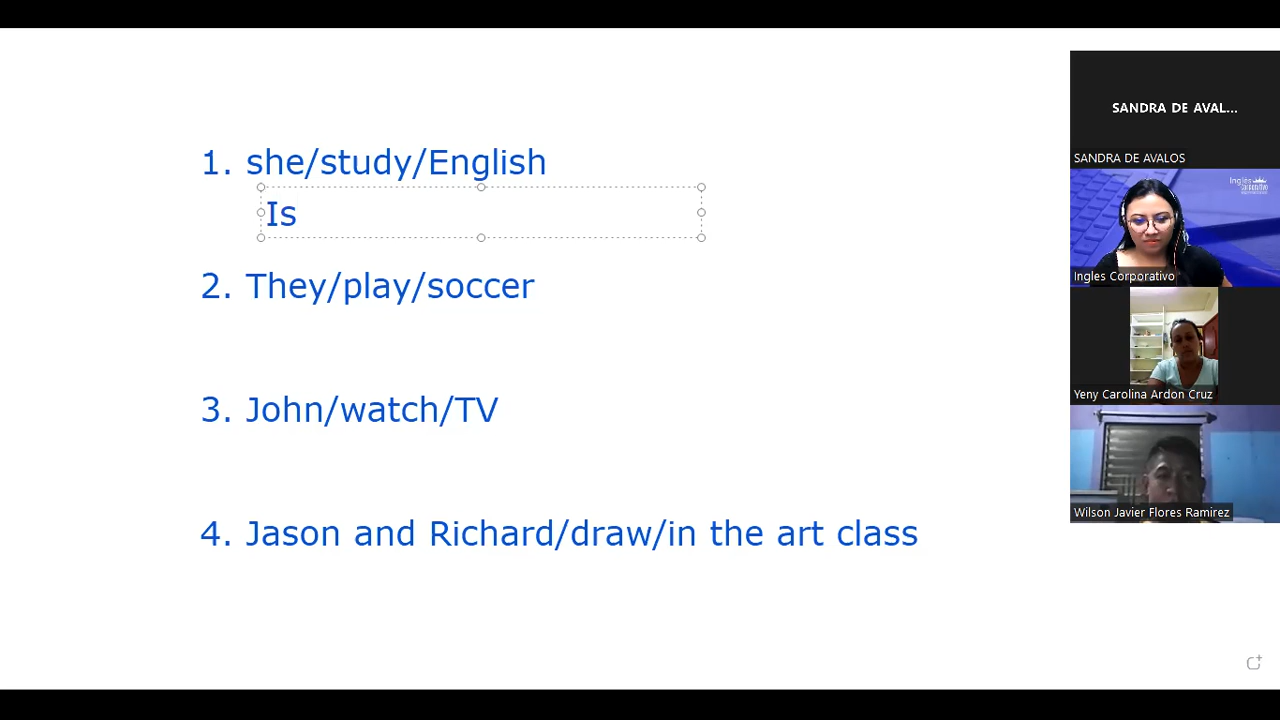 1. she/study/English
Is
2. They/play/soccer
3. John/watch/TV
4. Jason and Richard/draw/in the art class
SANDRA DE AVAL...
SANDRA DE AVALOS
Ingles
corporativo
Ingles Corporativo
Yeny Carolina Ardon Cruz
Wilson Javier Flores Ramirez